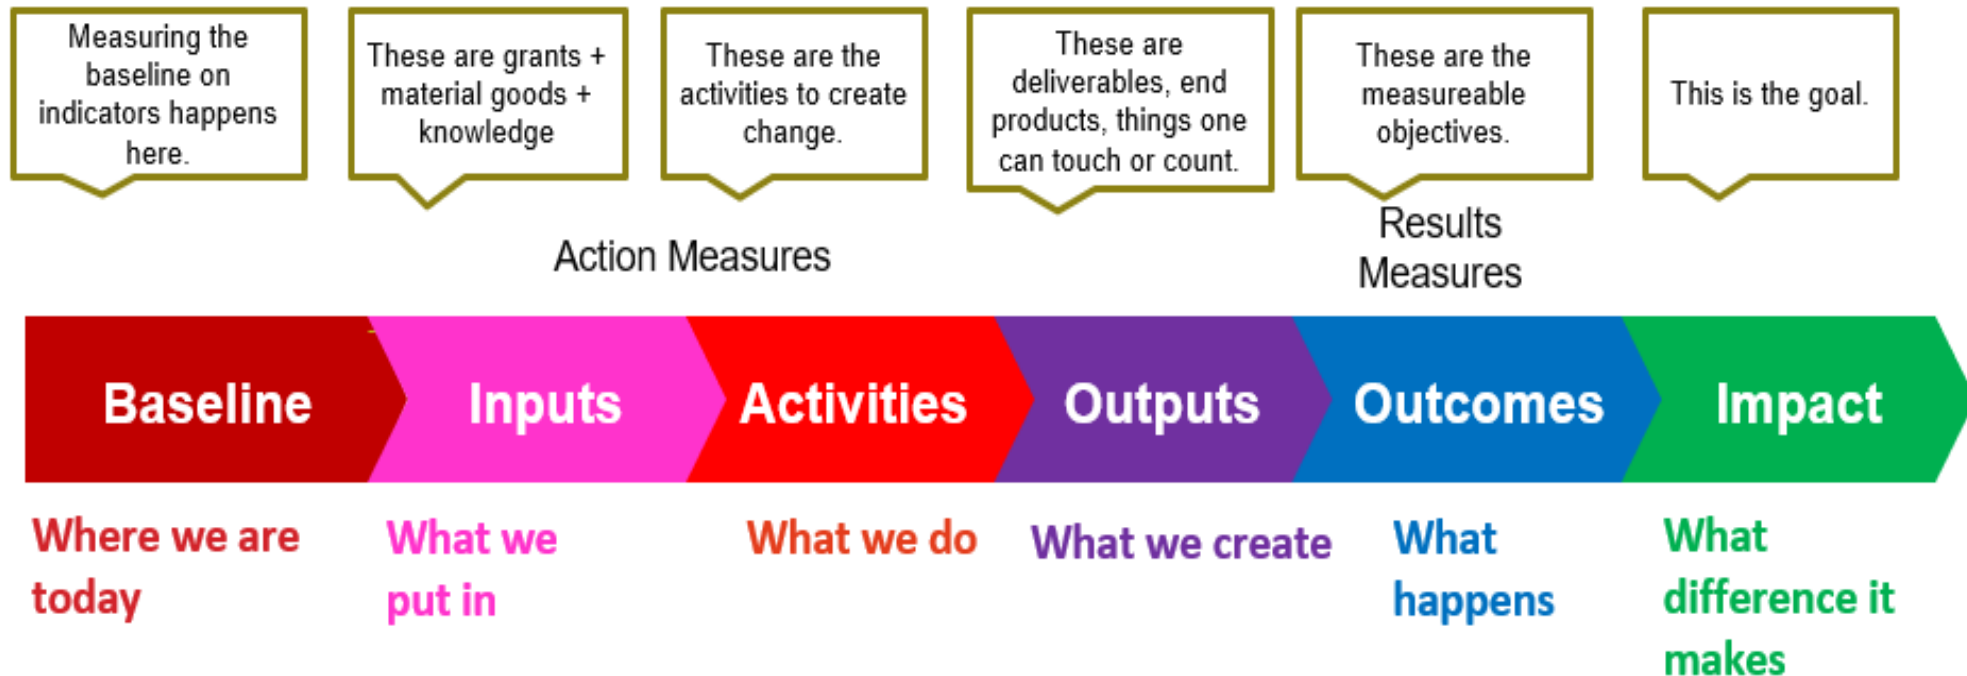 Measuring the
baseline on
indicators happens
here.
These are grants +
material goods +
knowledge
These are the
activities to create
change.
These are
deliverables, end
products, things one
can touch or count.
These are the
measureable
objectives.
This is the goal.
Action Measures
Results
Measures
Baseline
Inputs
Activities
Outputs
Outcomes
Impact
Where we are
today
What we
put in
What we do
What we create
What
happens
What
difference it
makes